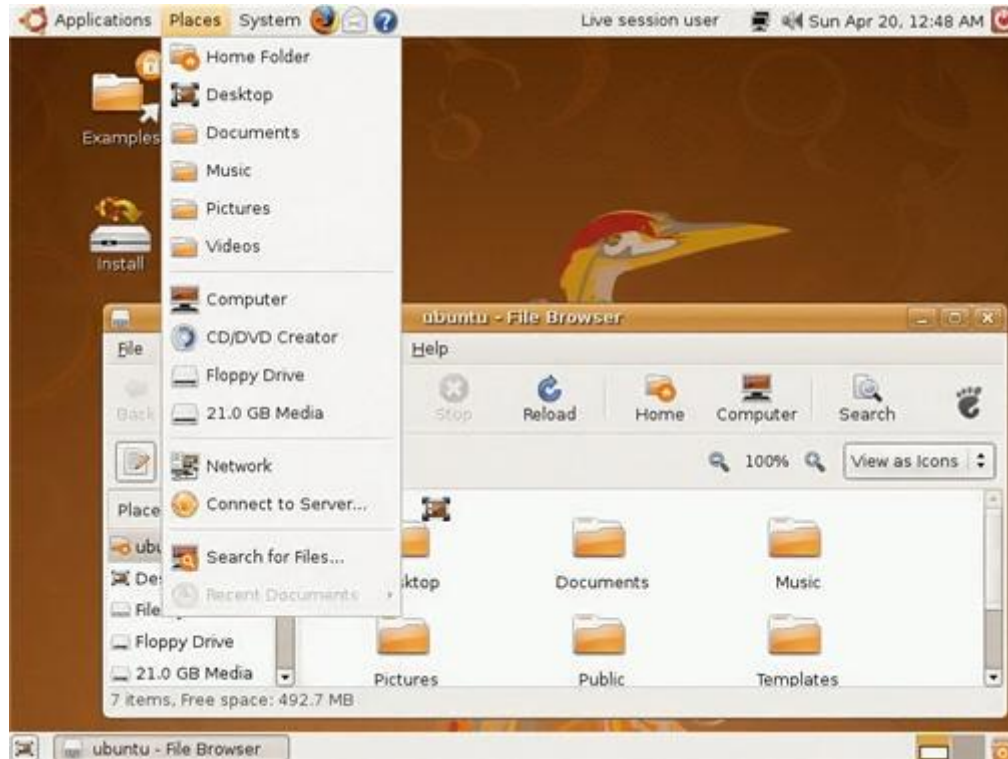 Applications Places System Live session user Sun Apr 20, 12:48 AM
Home Folder
Desktop
Documents
Music
Pictures
Videos
Computer
CD/DVD Creator
Floppy Drive
21.0 GB Media
Network
Connect to Server...
Search for Files...
Recent Documents
Examples
Install
ubuntu - File Browser
File Help
Back Stop Reload Home Computer Search
100% View as Icons
Place
ubu
De
File
Floppy Drive
21.0 GB Media
ktop Documents Music
Pictures Public Templates
7 items, Free space: 492.7 MB
ubuntu - File Browser